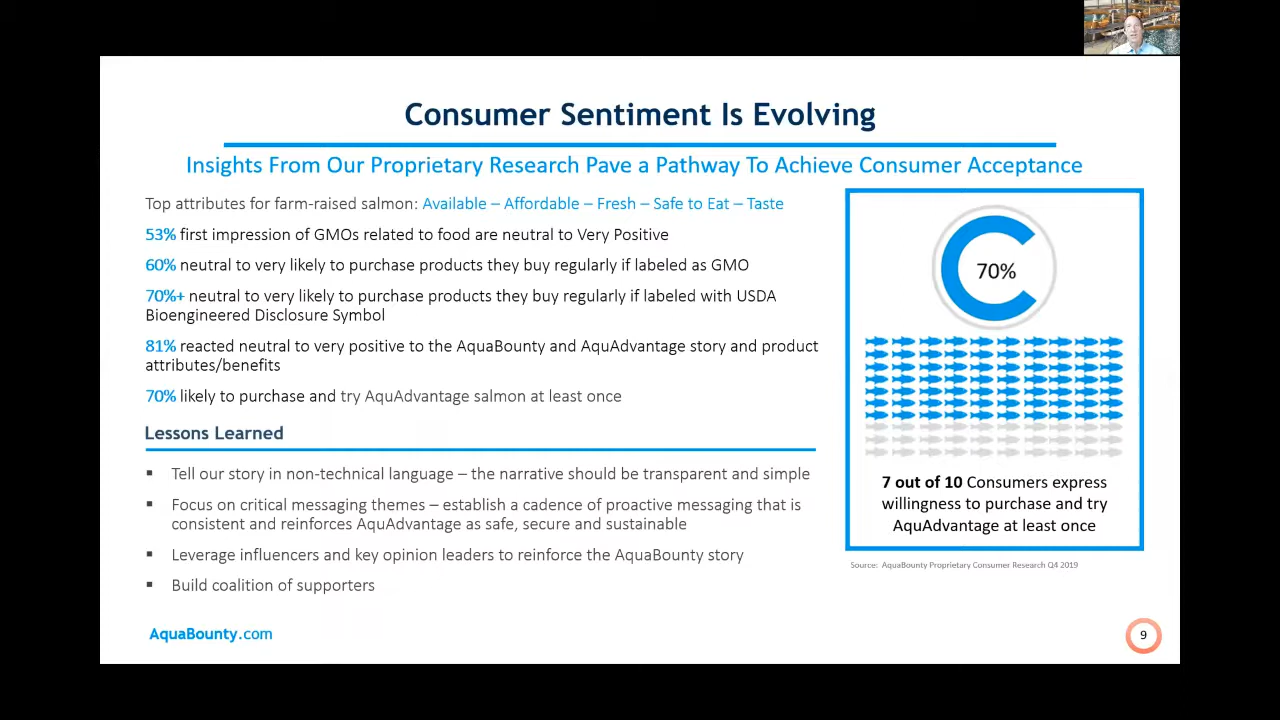 Consumer Sentiment Is Evolving
Insights From Our Proprietary Research Pave a Pathway To Achieve Consumer Acceptance
Top attributes for farm-raised salmon: Available – Affordable – Fresh – Safe to Eat – Taste
53% first impression of GMOs related to food are neutral to Very Positive
60% neutral to very likely to purchase products they buy regularly if labeled as GMO
70%+ neutral to very likely to purchase products they buy regularly if labeled with USDA
Bioengineered Disclosure Symbol
81% reacted neutral to very positive to the AquaBounty and AquAdvantage story and product
attributes/benefits
70% likely to purchase and try AquAdvantage salmon at least once
Lessons Learned
▪ Tell our story in non-technical language – the narrative should be transparent and simple
▪ Focus on critical messaging themes – establish a cadence of proactive messaging that is
consistent and reinforces AquAdvantage as safe, secure and sustainable
▪ Leverage influencers and key opinion leaders to reinforce the AquaBounty story
▪ Build coalition of supporters
70%
7 out of 10 Consumers express
willingness to purchase and try
AquAdvantage at least once
Source: AquaBounty Proprietary Consumer Research Q4 2019
AquaBounty.com
9